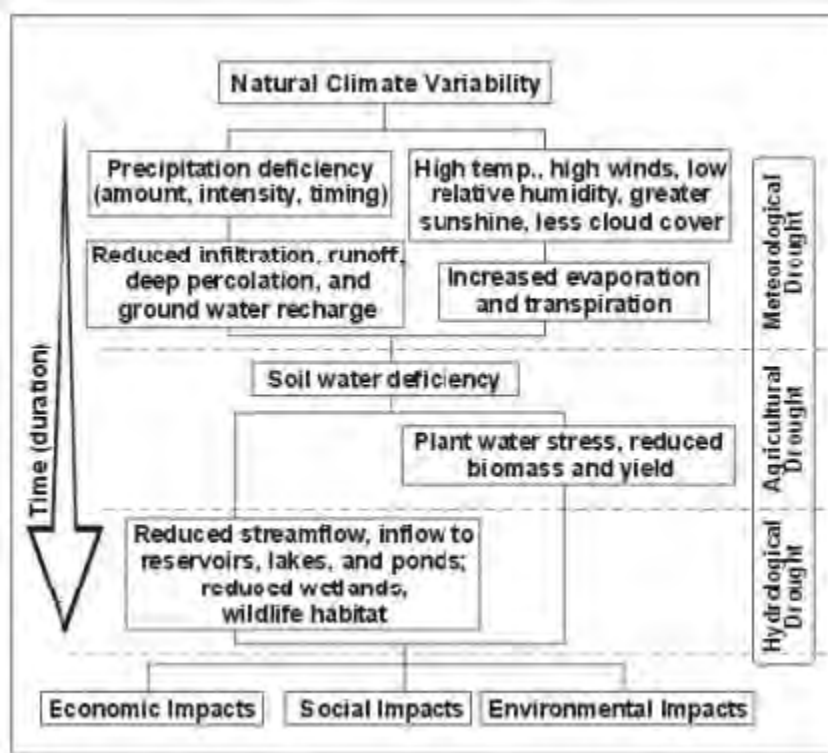 Natural Climate Variability
Precipitation deficiency
(amount, intensity, timing)
High temp., high winds, low
relative humidity, greater
sunshine, less cloud cover
Reduced infiltration, runoff,
deep percolation, and
ground water recharge
Increased evaporation
and transpiration
Meteorological
Drought
Time (duration)
Soil water deficiency
Plant water stress, reduced
biomass and yield
Agricultural
Drought
Reduced streamflow, inflow to
reservoirs, lakes, and ponds;
reduced wetlands,
wildlife habitat
Hydrological
Drought
Economic Impacts
Social Impacts
Environmental Impacts